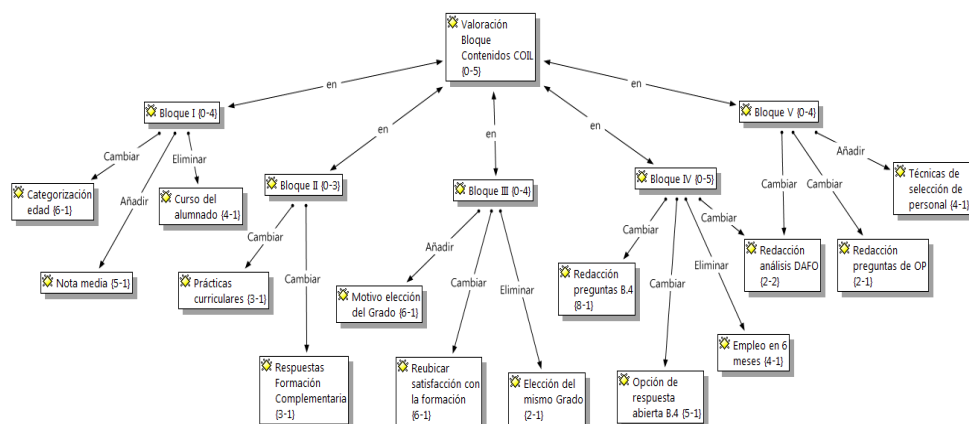 Valoración
Bloque
Contenidos COIL
{0-5}
en
en
en
en
en
Bloque I {0-4}
Bloque V {0-4}
Cambiar
Eliminar
Añadir
Añadir
Cambiar
Cambiar
Categorización
edad {6-1}
Curso del
alumnado {4-1}
Bloque II {0-3}
Bloque III {0-4}
Bloque IV {0-5}
Técnicas de
selección de
personal {4-1}
Cambiar
Cambiar
Añadir
Cambiar
Eliminar
Cambiar
Cambiar
Eliminar
Cambiar
Nota media {5-1}
Prácticas
curriculares {3-1}
Motivo elección
del Grado {6-1}
Redacción
preguntas B.4
{8-1}
Redacción
análisis DAFO
{2-2}
Redacción
preguntas de OP
{2-1}
Respuestas
Formación
Complementaria
{3-1}
Reubicar
satisfacción con
la formación
{6-1}
Elección del
mismo Grado
{2-1}
Opción de
respuesta
abierta B.4 {5-1}
Empleo en 6
meses {4-1}